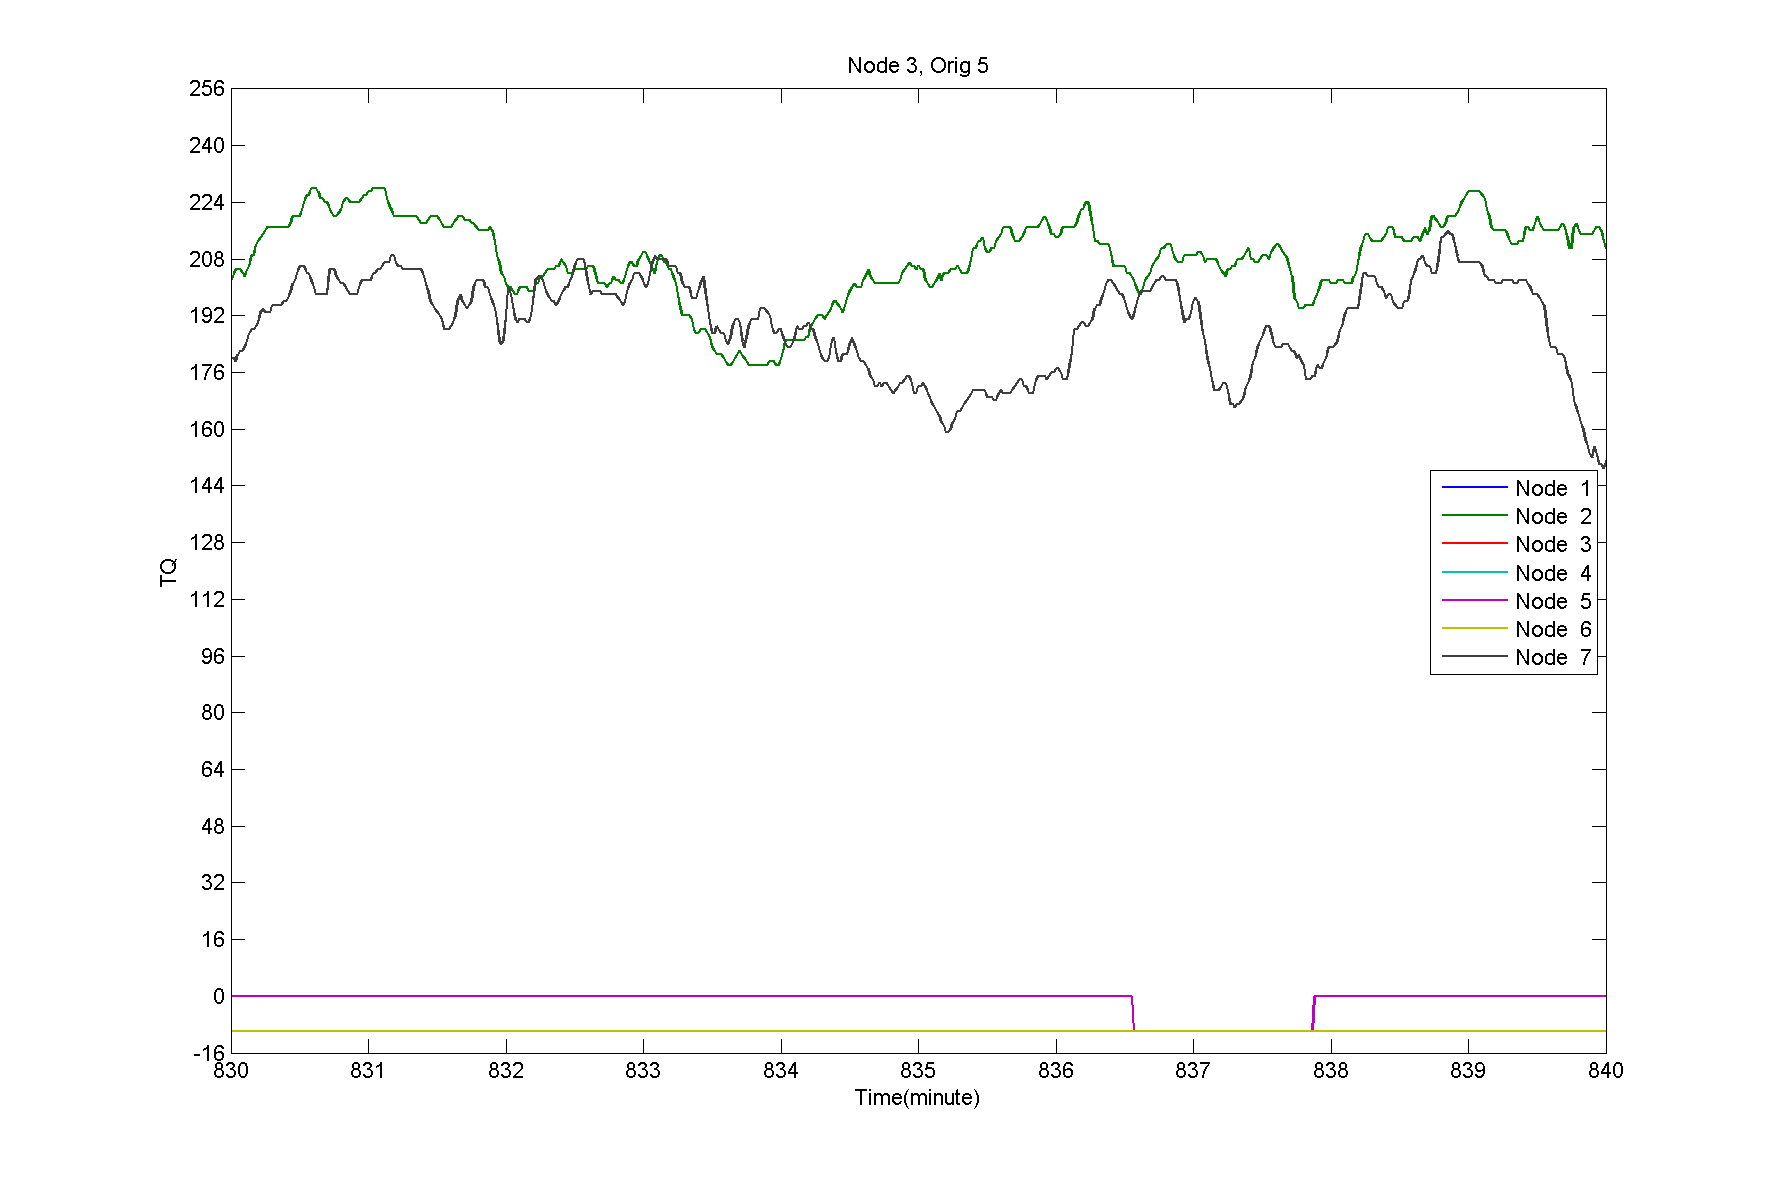 Node 3, Orig 5
256
240
224
208
192
176
160
144
128
112
96
80
64
48
32
16
0
-16
TQ
Node 1
Node 2
Node 3
Node 4
Node 5
Node 6
Node 7
830 831 832 833 834 835 836 837 838 839 840
Time(minute)